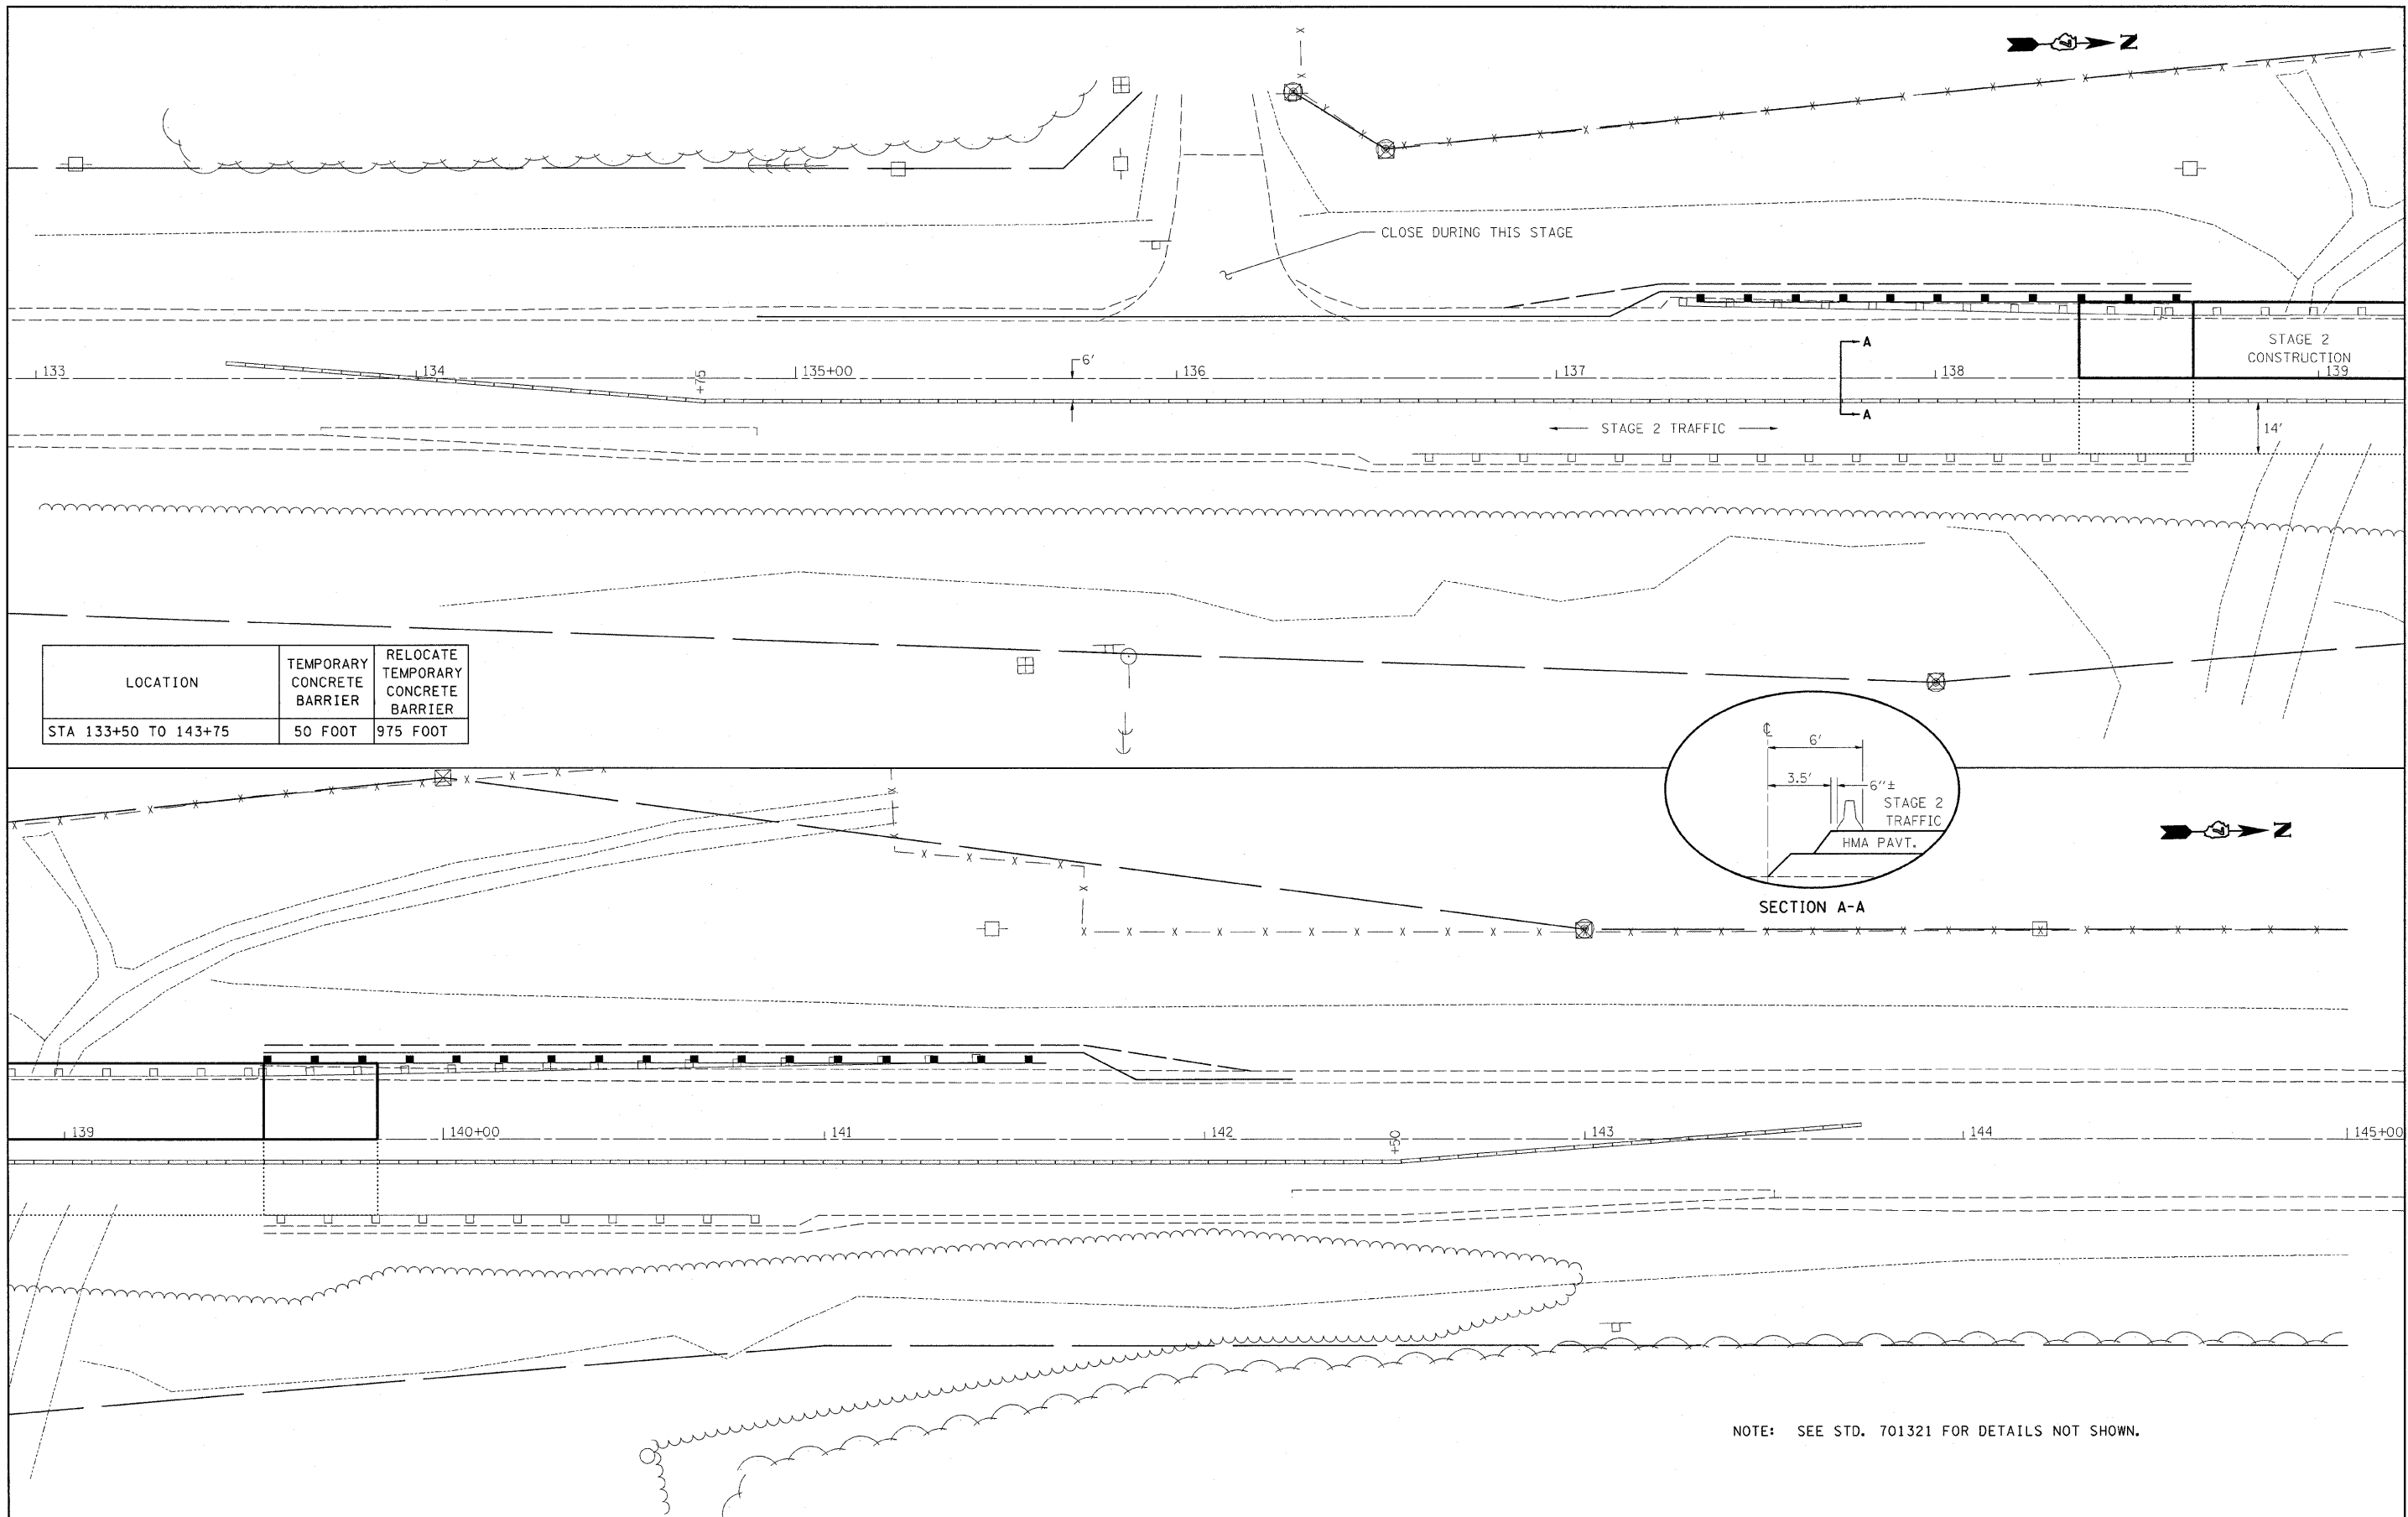 N
CLOSE DURING THIS STAGE
STAGE 2
CONSTRUCTION
A
6'
133
134
+75
135+00
136
137
138
139
A
STAGE 2 TRAFFIC
14'
LOCATION
TEMPORARY
CONCRETE
BARRIER
RELOCATE
TEMPORARY
CONCRETE
BARRIER
STA 133+50 TO 143+75
50 FOOT
975 FOOT
℄
6'
3.5'
6"±
STAGE 2
TRAFFIC
HMA PAVT.
SECTION A-A
N
139
140+00
141
142
+50
143
144
145+00
NOTE: SEE STD. 701321 FOR DETAILS NOT SHOWN.